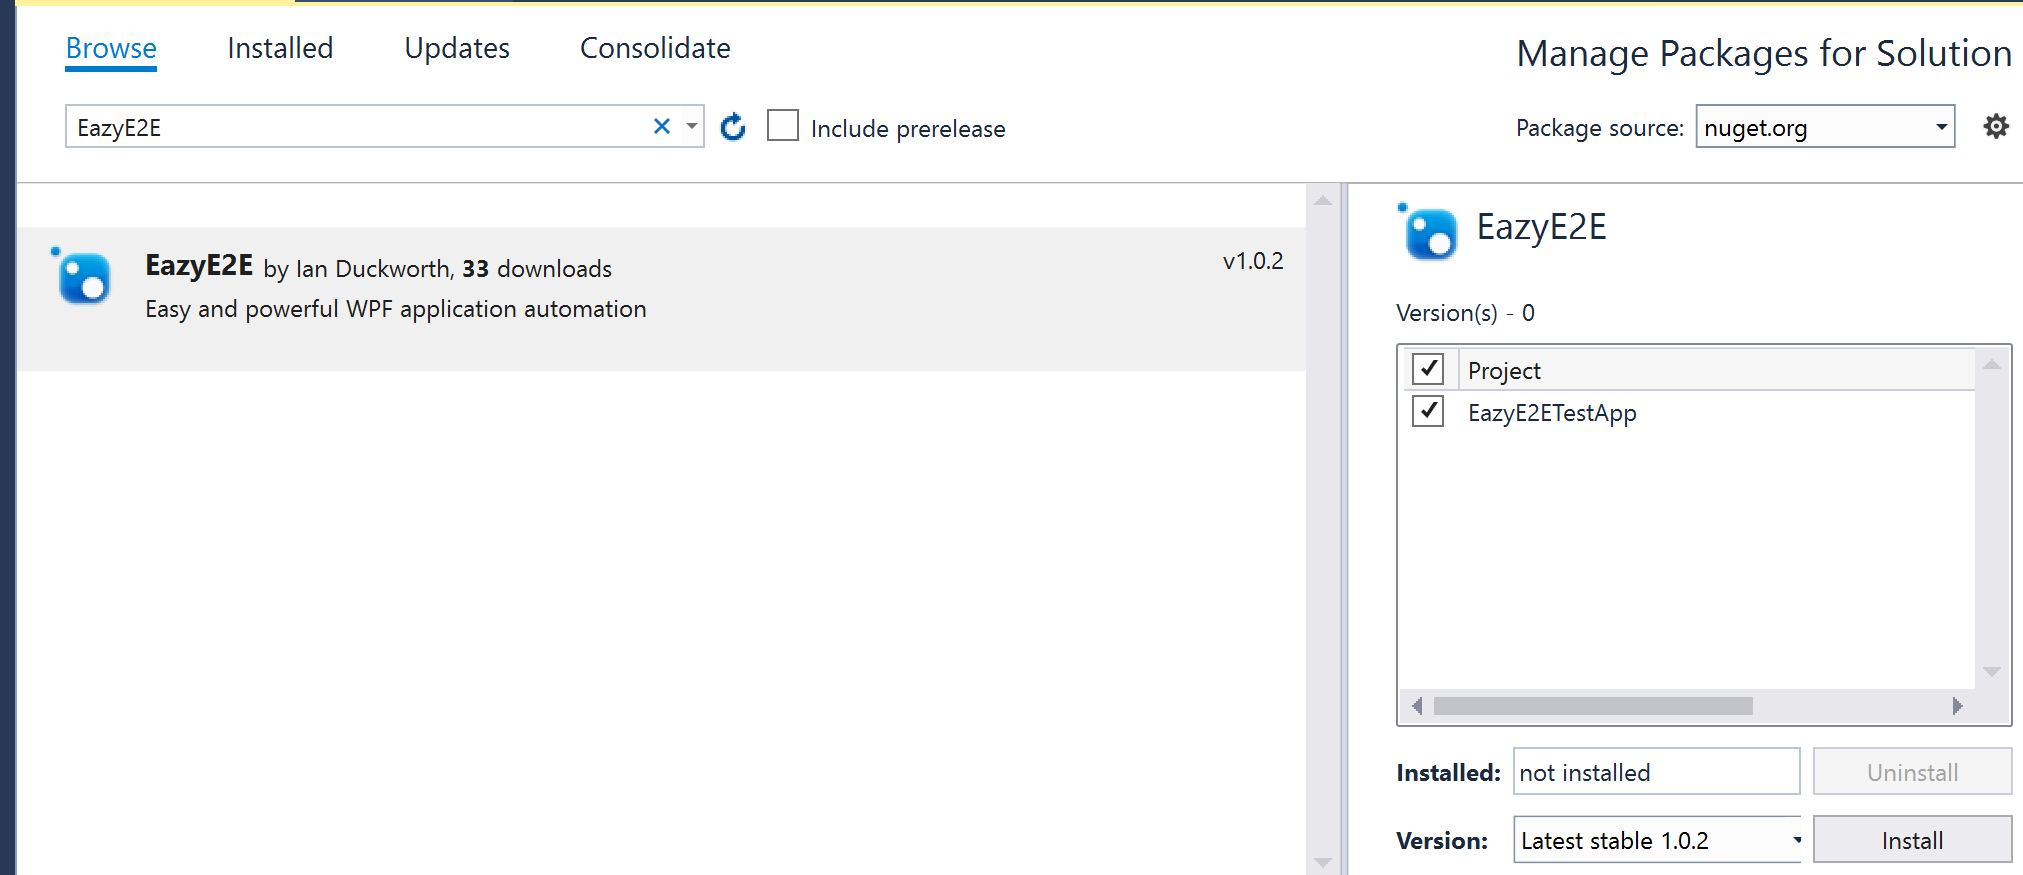 Browse Installed Updates Consolidate
Manage Packages for Solution
EazyE2E
Include prerelease
Package source: nuget.org
EazyE2E by Ian Duckworth, 33 downloads
v1.0.2
Easy and powerful WPF application automation
EazyE2E
Version(s) - 0
Project
EazyE2ETestApp
Installed: not installed Uninstall
Version: Latest stable 1.0.2 Install